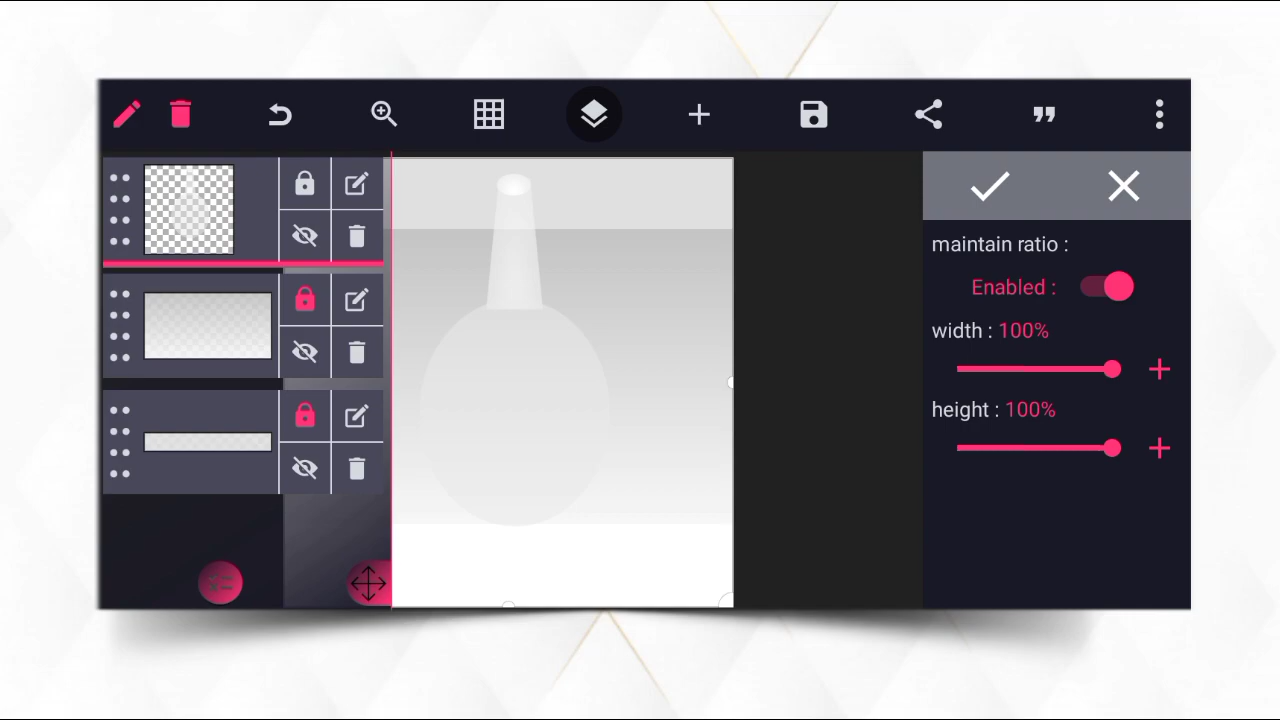 maintain ratio :
Enabled :
width : 100%
height : 100%